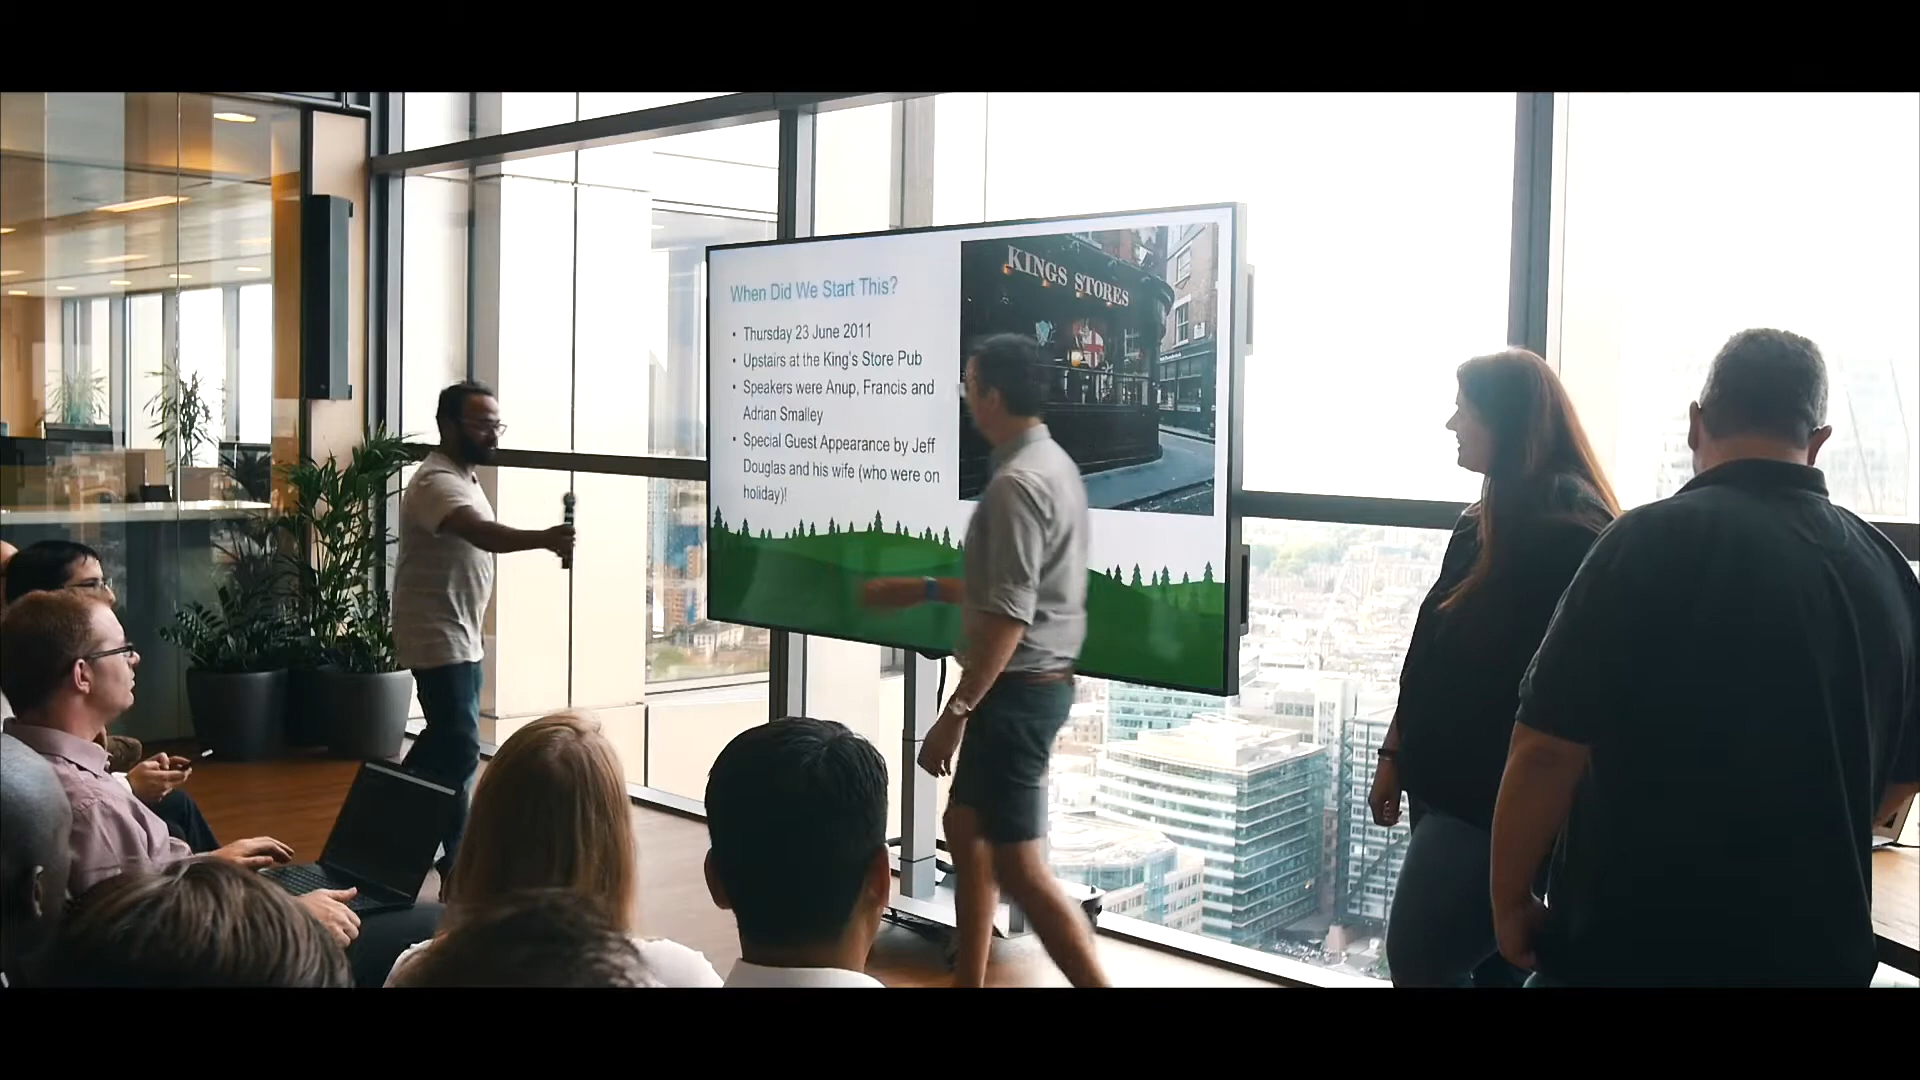 When Did We Start This?
• Thursday 23 June 2011
• Upstairs at the King's Store Pub
• Speakers were Anup, Francis and
Adrian Smalley
• Special Guest Appearance by Jeff
Douglas and his wife (who were on
holiday)!
KINGS STORES